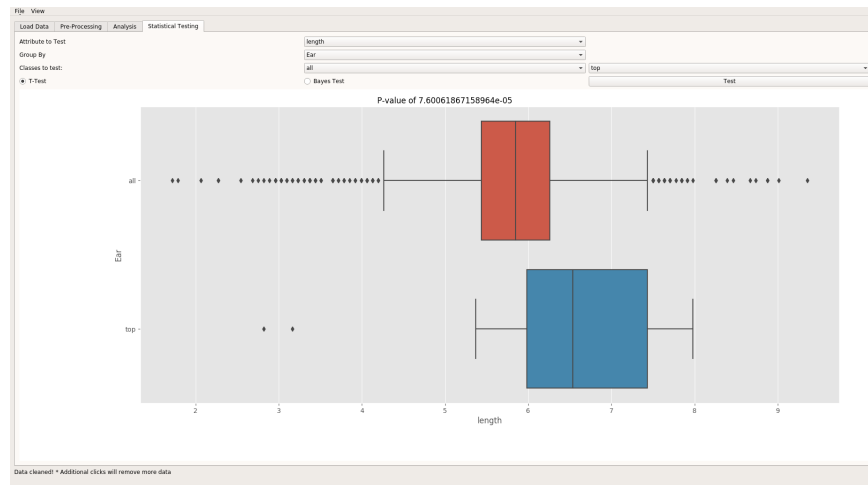 File View
Load Data Pre-Processing Analysis Statistical Testing
Attribute to Test length
Group By Ear
Classes to test: all top
T-Test Bayes Test Test
P-value of 7.60061867158964e-05
all
Ear
top
2 3 4 5 6 7 8 9
length
Data cleaned! * Additional clicks will remove more data